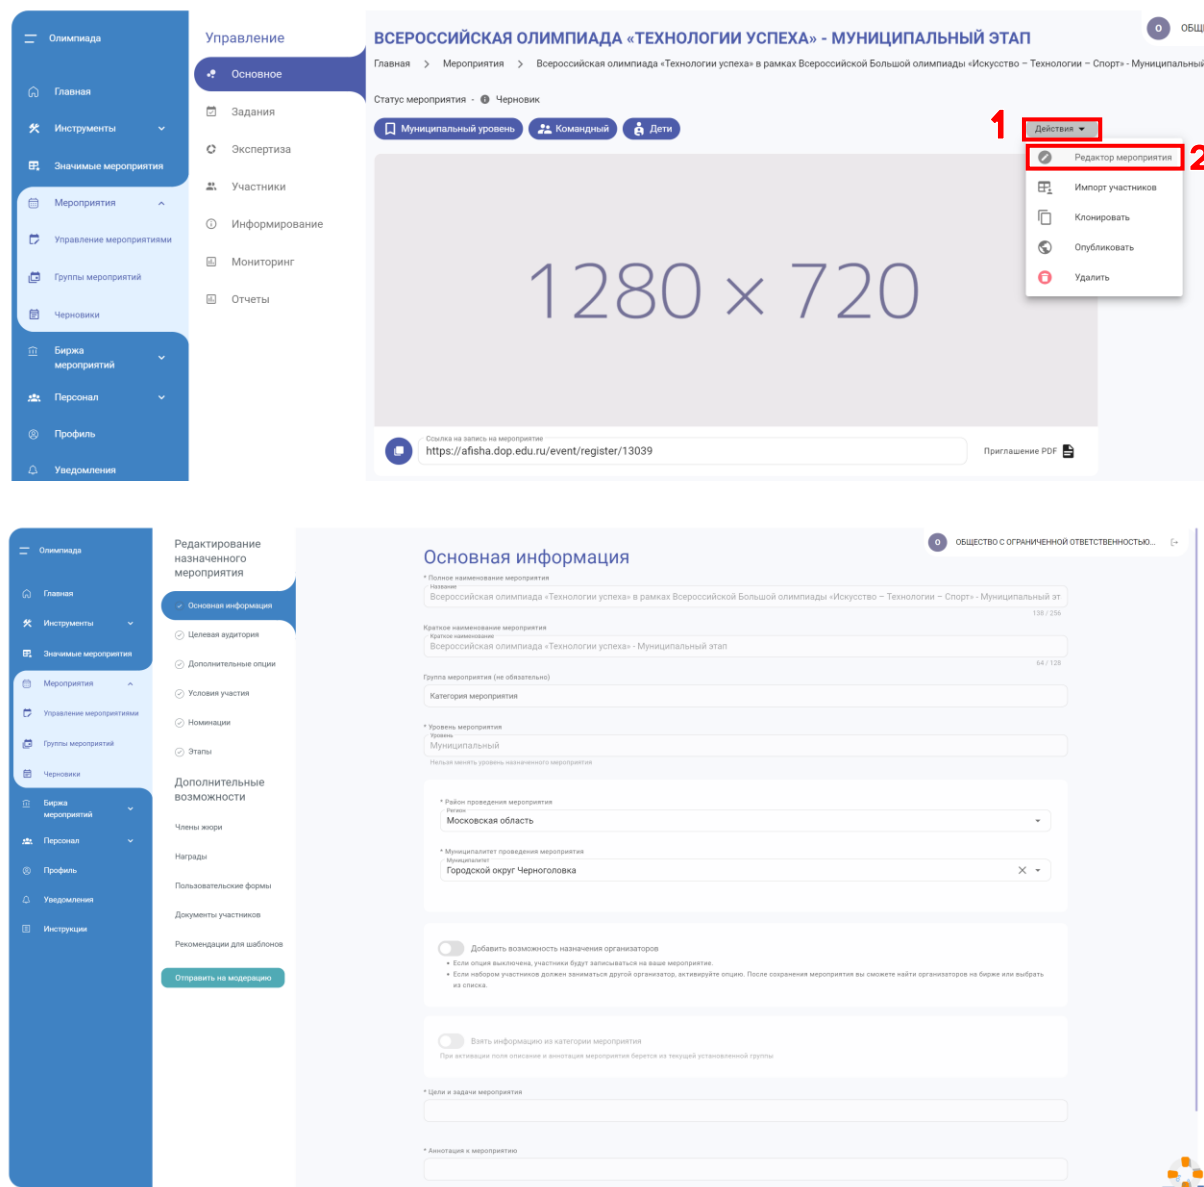 Олимпиада
Главная
Инструменты
Значимые мероприятия
Мероприятия
Управление мероприятиями
Группы мероприятий
Черновики
Биржа
мероприятий
Персонал
Профиль
Уведомления
Управление
Основное
Задания
Экспертиза
Участники
Информирование
Мониторинг
Отчеты
О ОБЩЕ
ВСЕРОССИЙСКАЯ ОЛИМПИАДА «ТЕХНОЛОГИИ УСПЕХА» - МУНИЦИПАЛЬНЫЙ ЭТАП
Главная > Мероприятия > Всероссийская олимпиада «Технологии успеха» в рамках Всероссийской Большой олимпиады «Искусство – Технологии – Спорт» - Муниципальный
Статус мероприятия - Черновик
Муниципальный уровень Командный Дети
1 Действия
Редактор мероприятия 2
Импорт участников
Клонировать
Опубликовать
Удалить
1280 × 720
Ссылка на запись на мероприятие
https://afisha.dop.edu.ru/event/register/13039
Приглашение PDF
Олимпиада
Главная
Инструменты
Значимые мероприятия
Мероприятия
Управление мероприятиями
Группы мероприятий
Черновики
Биржа
мероприятий
Персонал
Профиль
Уведомления
Инструкции
Редактирование
назначенного
мероприятия
Основная информация
Целевая аудитория
Дополнительные опции
Условия участия
Номинации
Этапы
Дополнительные
возможности
Члены жюри
Награды
Пользовательские формы
Документы участников
Рекомендации для шаблонов
Отправить на модерацию
О ОБЩЕСТВО С ОГРАНИЧЕННОЙ ОТВЕТСТВЕННОСТЬЮ...
Основная информация
* Полное наименование мероприятия
Название
Всероссийская олимпиада «Технологии успеха» в рамках Всероссийской Большой олимпиады «Искусство – Технологии – Спорт» - Муниципальный эт
138 / 256
Краткое наименование мероприятия
Краткое наименование
Всероссийская олимпиада «Технологии успеха» - Муниципальный этап
64 / 128
Группа мероприятия (не обязательно)
Категория мероприятия
* Уровень мероприятия
Уровень
Муниципальный
Нельзя менять уровень назначенного мероприятия
* Район проведения мероприятия
Регион
Московская область
* Муниципалитет проведения мероприятия
Муниципалитет
Городской округ Черноголовка
Добавить возможность назначения организаторов
• Если опция выключена, участники будут записываться на ваше мероприятие.
• Если набором участников должен заниматься другой организатор, активируйте опцию. После сохранения мероприятия вы сможете найти организаторов на бирже или выбрать
из списка.
Взять информацию из категории мероприятия
При активации поля описание и аннотация мероприятия берется из текущей установленной группы
* Цели и задачи мероприятия
* Аннотация к мероприятию